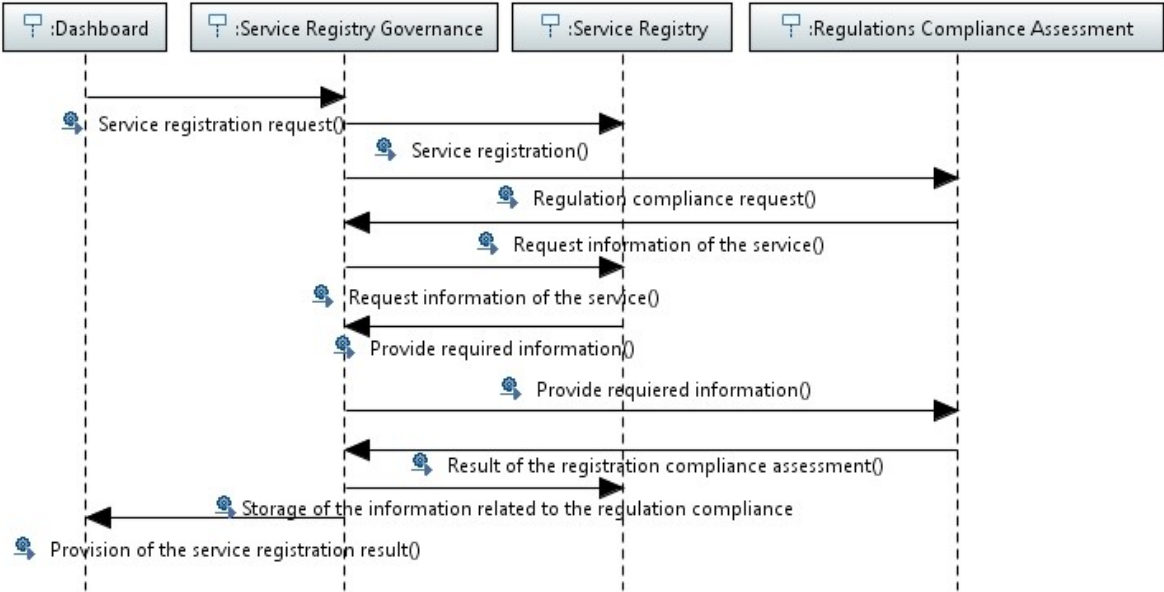 :Dashboard
:Service Registry Governance
:Service Registry
:Regulations Compliance Assessment
Service registration request()
Service registration()
Regulation compliance request()
Request information of the service()
Request information of the service()
Provide required information()
Provide requiered information()
Result of the registration compliance assessment()
Storage of the information related to the regulation compliance
Provision of the service registration result()